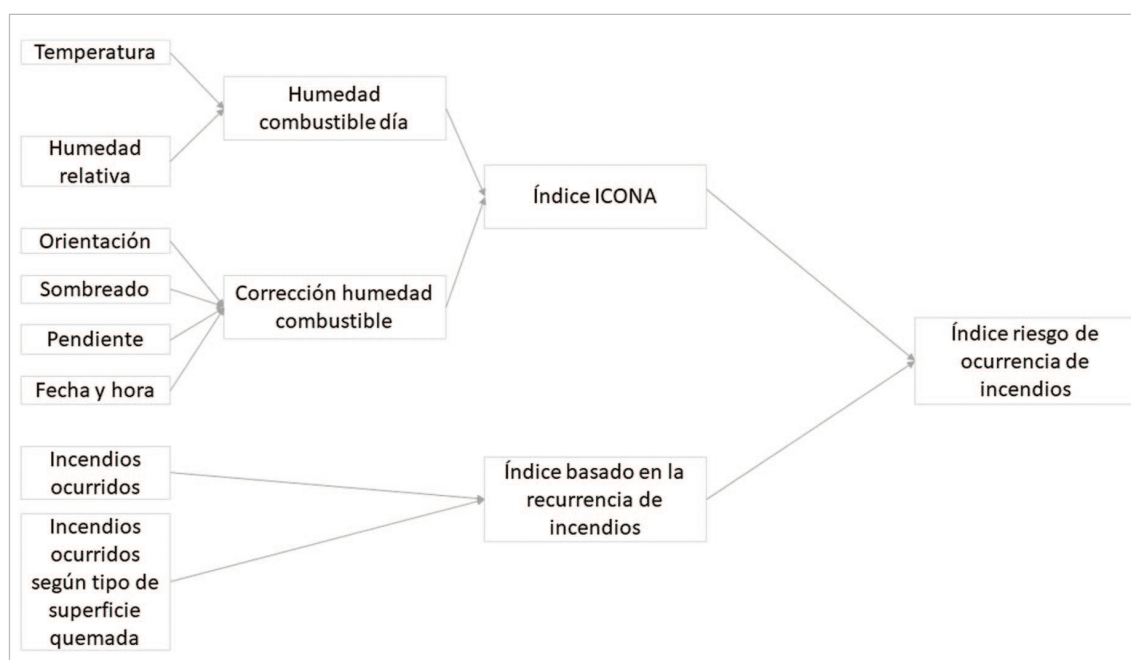 Temperatura
Humedad
relativa
Humedad
combustible día
Orientación
Sombreado
Pendiente
Fecha y hora
Corrección humedad
combustible
Índice ICONA
Incendios
ocurridos
Incendios
ocurridos
según tipo de
superficie
quemada
Índice basado en la
recurrencia de
incendios
Índice riesgo de
ocurrencia de
incendios